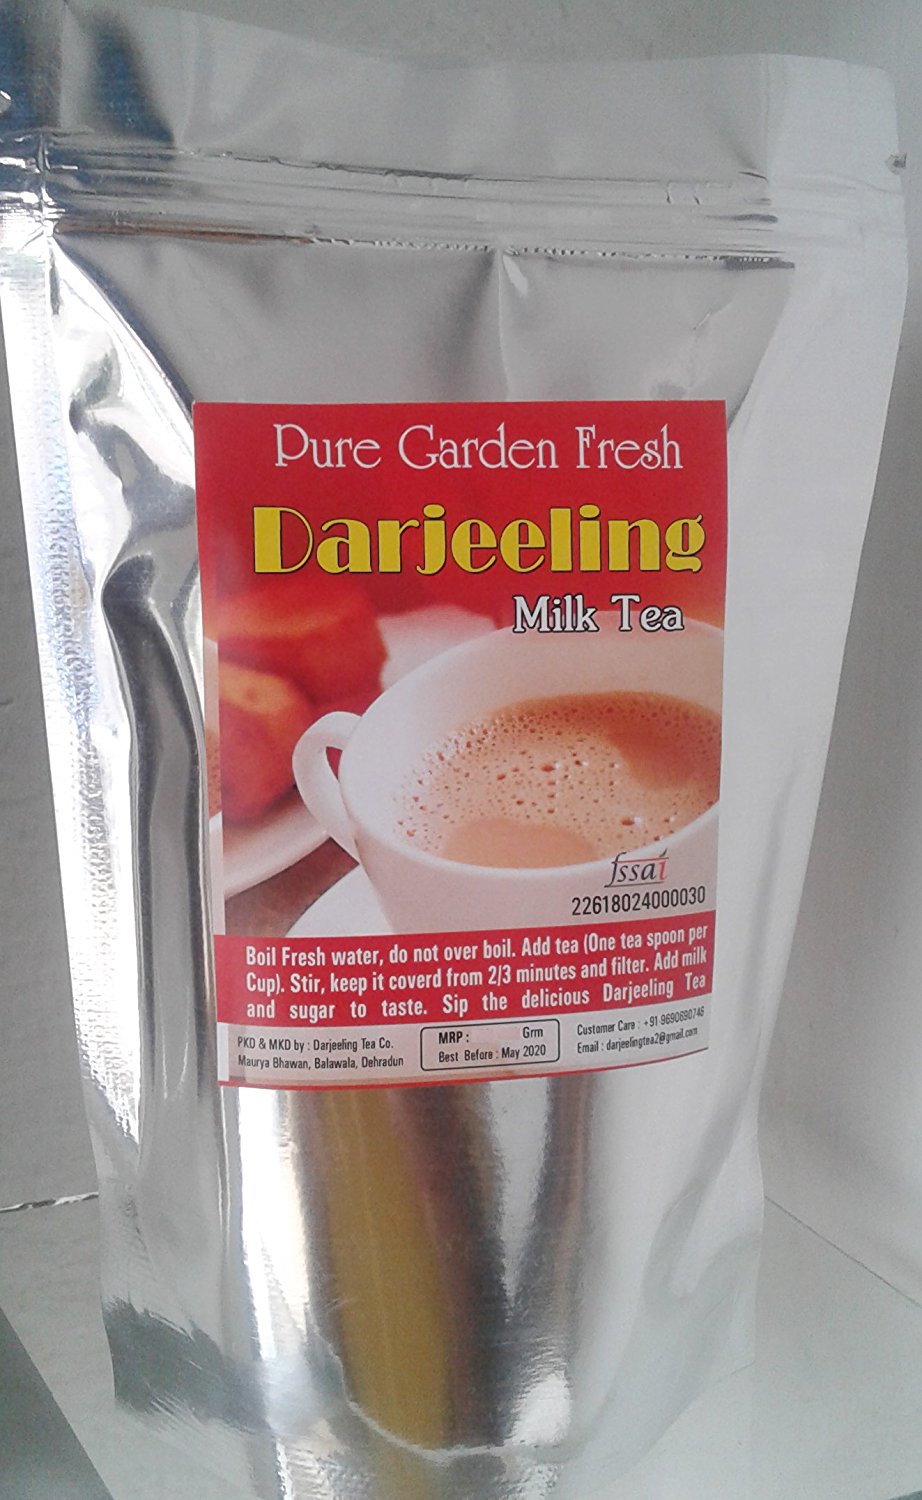 Pure Garden Fresh
Darjeeling
Milk Tea
fssai
22618024000030
Boil Fresh water, do not over boil. Add tea (One tea spoon per
Cup). Stir, keep it coverd from 2/3 minutes and filter. Add milk
and sugar to taste. Sip the delicious Darjeeling Tea
PKD & MKD by : Darjeeling Tea Co.
Maurya Bhawan, Balawala, Dehradun
MRP : Grm
Best Before : May 2020
Customer Care : +91-9690690746
Email : darjeelingtea2@gmail.com